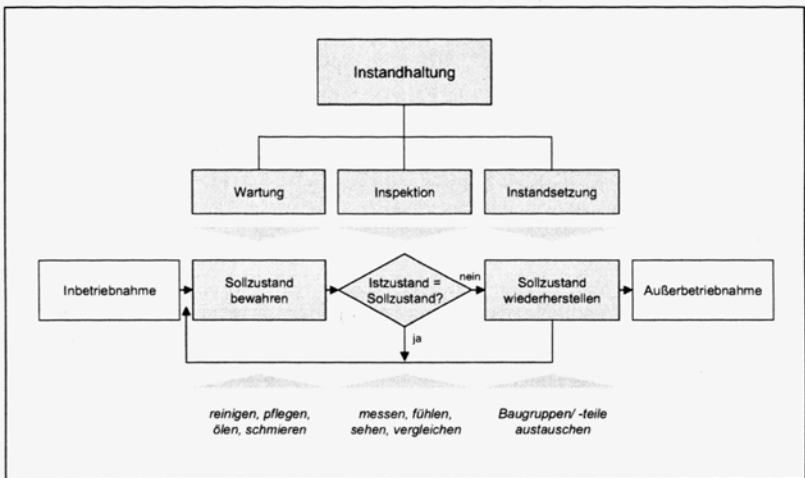 Instandhaltung
Wartung
Inspektion
Instandsetzung
Inbetriebnahme
Sollzustand
bewahren
Istzustand =
Sollzustand?
nein
ja
Sollzustand
wiederherstellen
Außerbetriebnahme
reinigen, pflegen,
ölen, schmieren
messen, fühlen,
sehen, vergleichen
Baugruppen/ -teile
austauschen